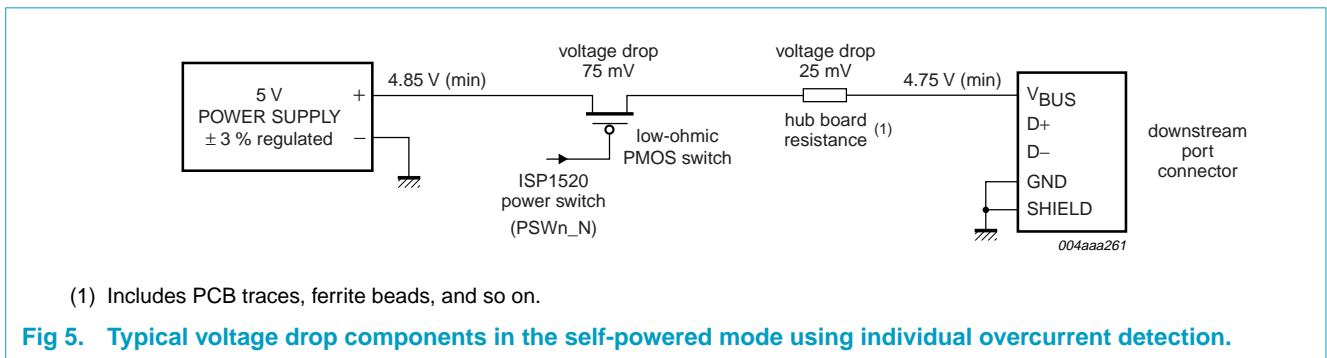 5 V
POWER SUPPLY
± 3 % regulated
+
−
4.85 V (min)
voltage drop
75 mV
low-ohmic
PMOS switch
ISP1520
power switch
(PSWn_N)
voltage drop
25 mV
hub board
resistance (1)
4.75 V (min)
VBUS
D+
D−
GND
SHIELD
downstream
port
connector
004aaa261
(1) Includes PCB traces, ferrite beads, and so on.
Fig 5. Typical voltage drop components in the self-powered mode using individual overcurrent detection.